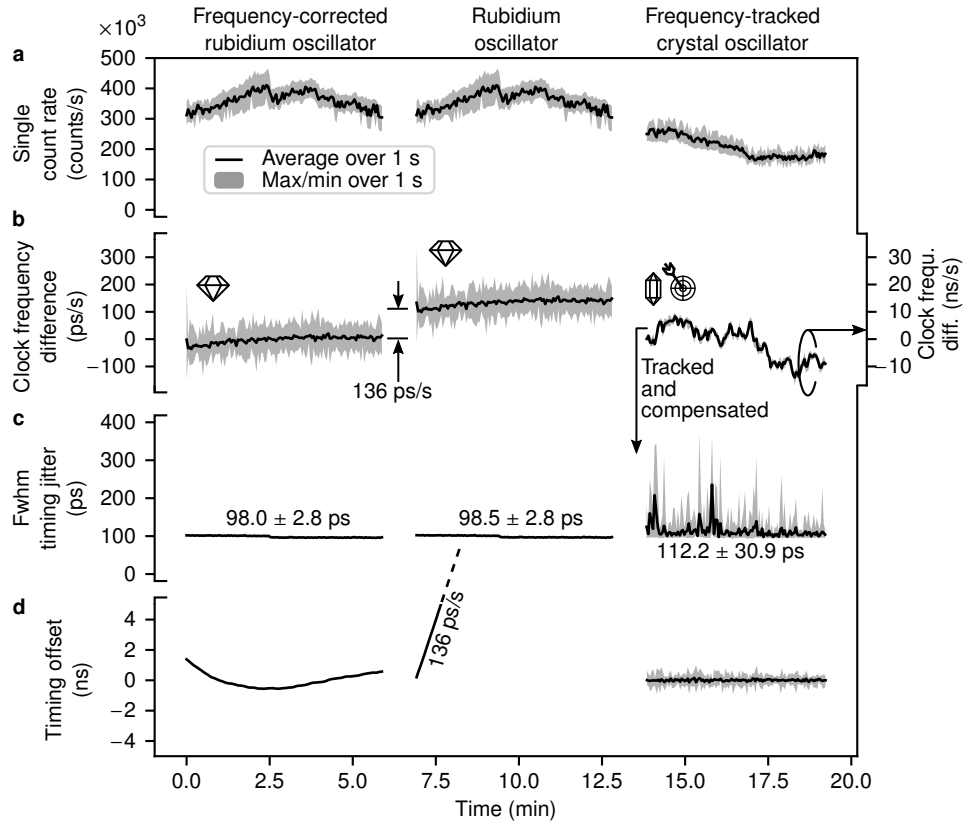 Frequency-corrected
rubidium oscillator
Rubidium
oscillator
Frequency-tracked
crystal oscillator
×10³
a
Single
count rate
(counts/s)
500
400
300
200
100
0
Average over 1 s
Max/min over 1 s
b
Clock frequency
difference
(ps/s)
300
200
100
0
−100
136 ps/s
Tracked
and
compensated
30
20
10
0
−10
Clock frequ.
diff. (ns/s)
c
Fwhm
timing jitter
(ps)
400
300
200
100
0
98.0 ± 2.8 ps
98.5 ± 2.8 ps
112.2 ± 30.9 ps
d
Timing offset
(ns)
4
2
0
−2
−4
136 ps/s
0.0 2.5 5.0 7.5 10.0 12.5 15.0 17.5 20.0
Time (min)